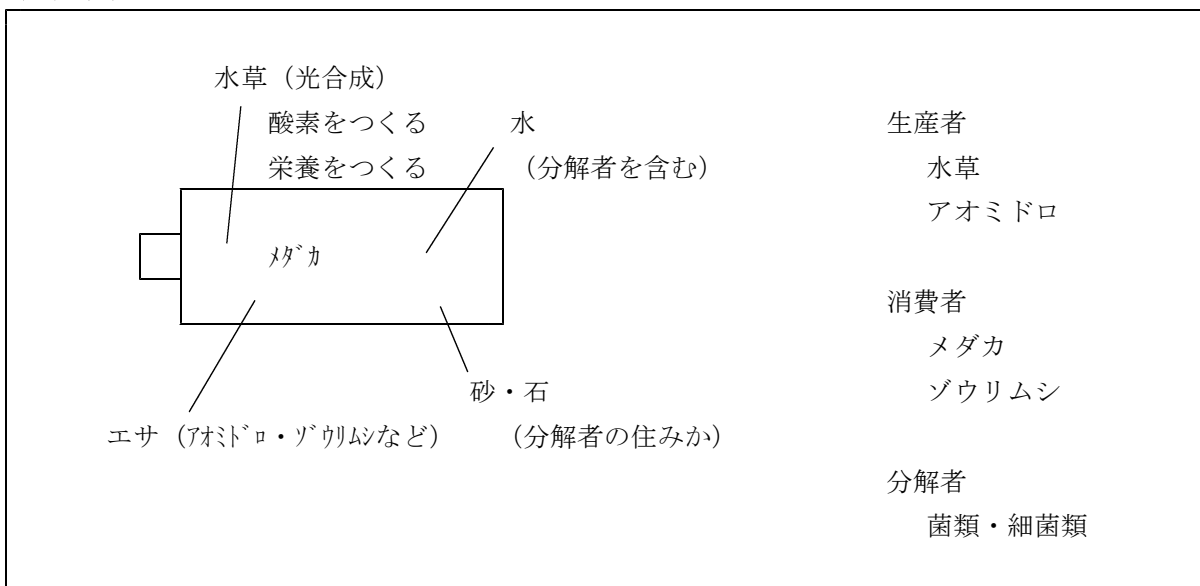 水草（光合成）
酸素をつくる
栄養をつくる
水
（分解者を含む）
ﾒﾀﾞｶ
砂・石
（分解者の住みか）
エサ（ｱｵﾐﾄﾞﾛ・ｿﾞｳﾘﾑｼなど）
生産者
水草
アオミドロ
消費者
メダカ
ゾウリムシ
分解者
菌類・細菌類